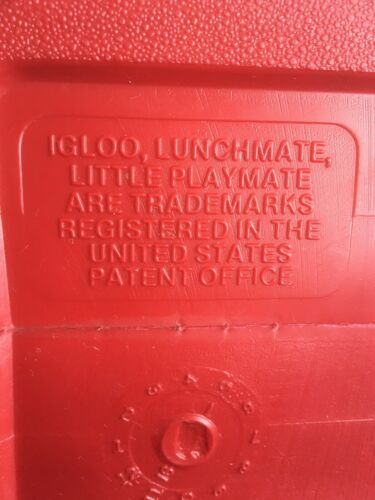 IGLOO, LUNCHMATE,
LITTLE PLAYMATE
ARE TRADEMARKS
REGISTERED IN THE
UNITED STATES
PATENT OFFICE